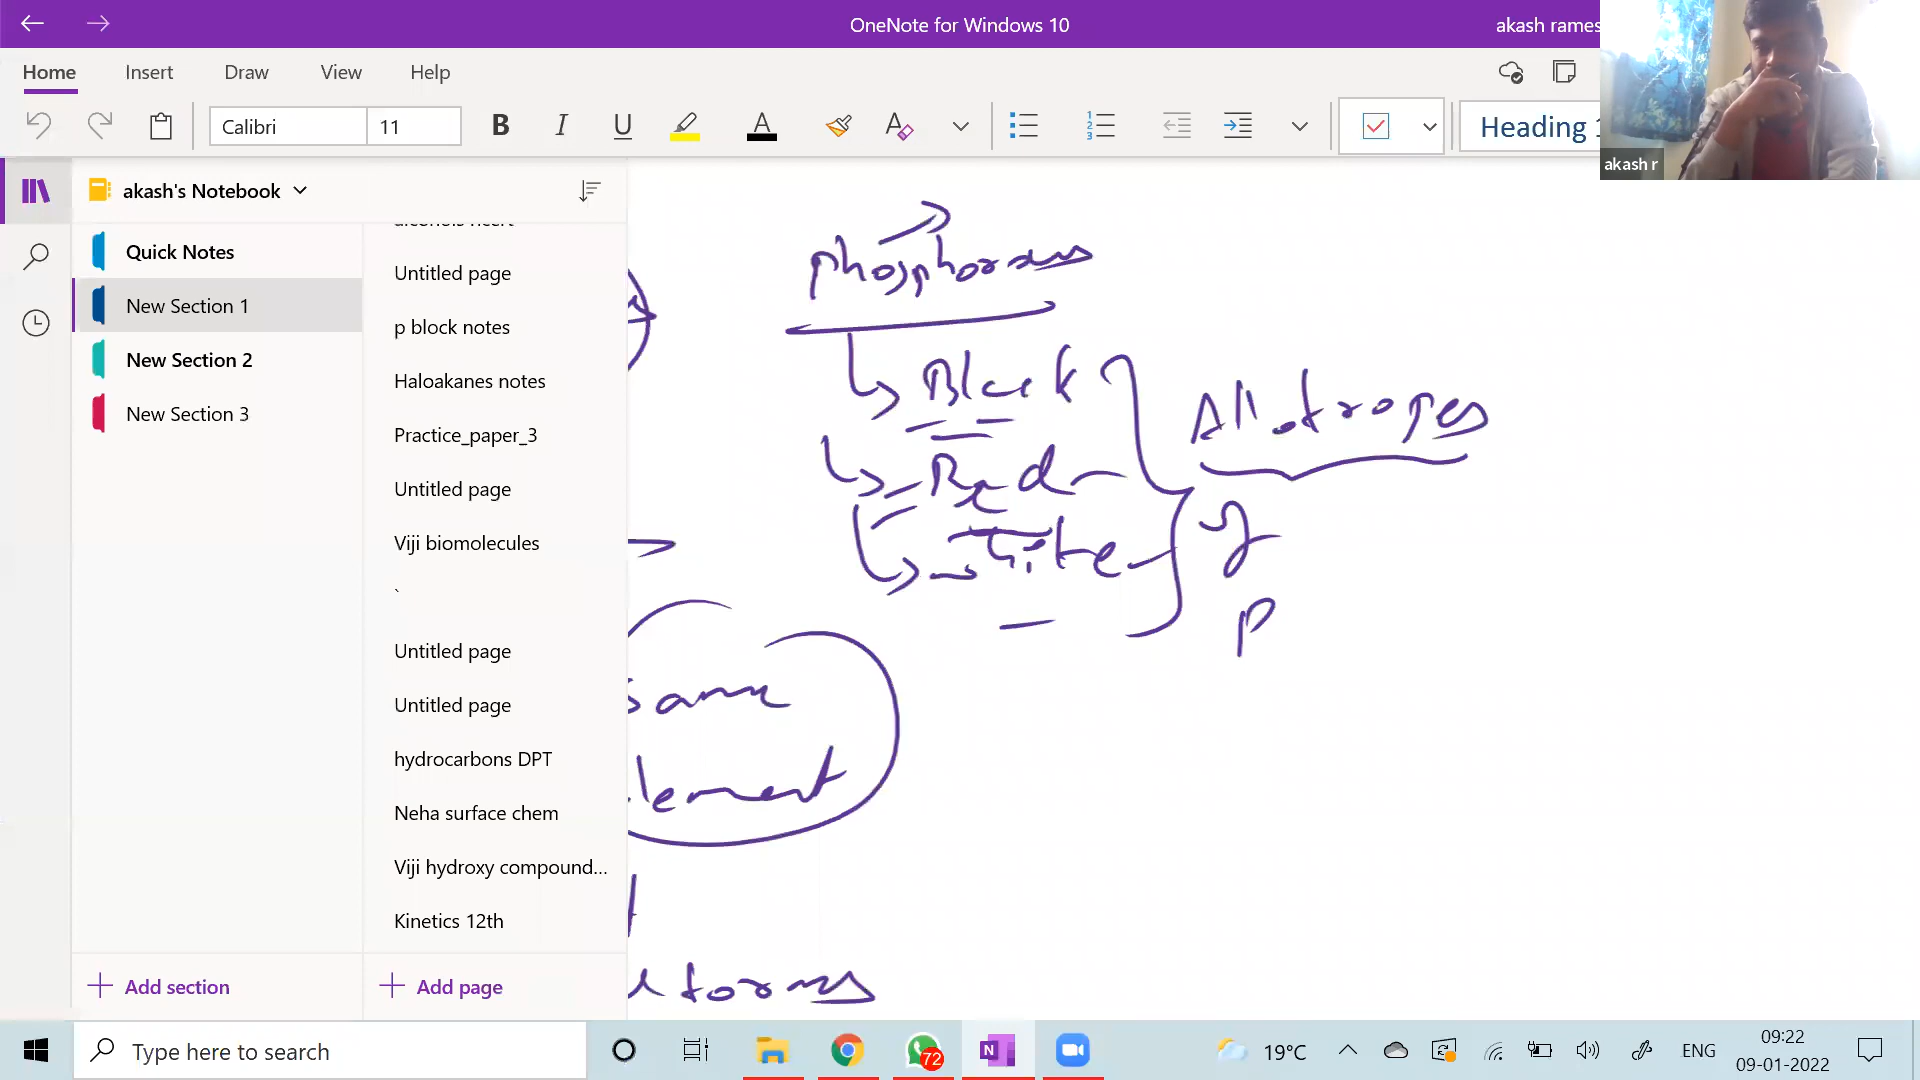 OneNote for Windows 10
akash rames
Home Insert Draw View Help
Calibri 11 B I U A Heading 1
akash r
akash's Notebook
Quick Notes
New Section 1
New Section 2
New Section 3
Untitled page
p block notes
Haloakanes notes
Practice_paper_3
Untitled page
Viji biomolecules
`
Untitled page
Untitled page
hydrocarbons DPT
Neha surface chem
Viji hydroxy compound...
Kinetics 12th
Add section
Add page
phosphorus
Black
Red
Allotropes
of
P
same
element
forms
Type here to search
72
19°C
ENG
09:22
09-01-2022